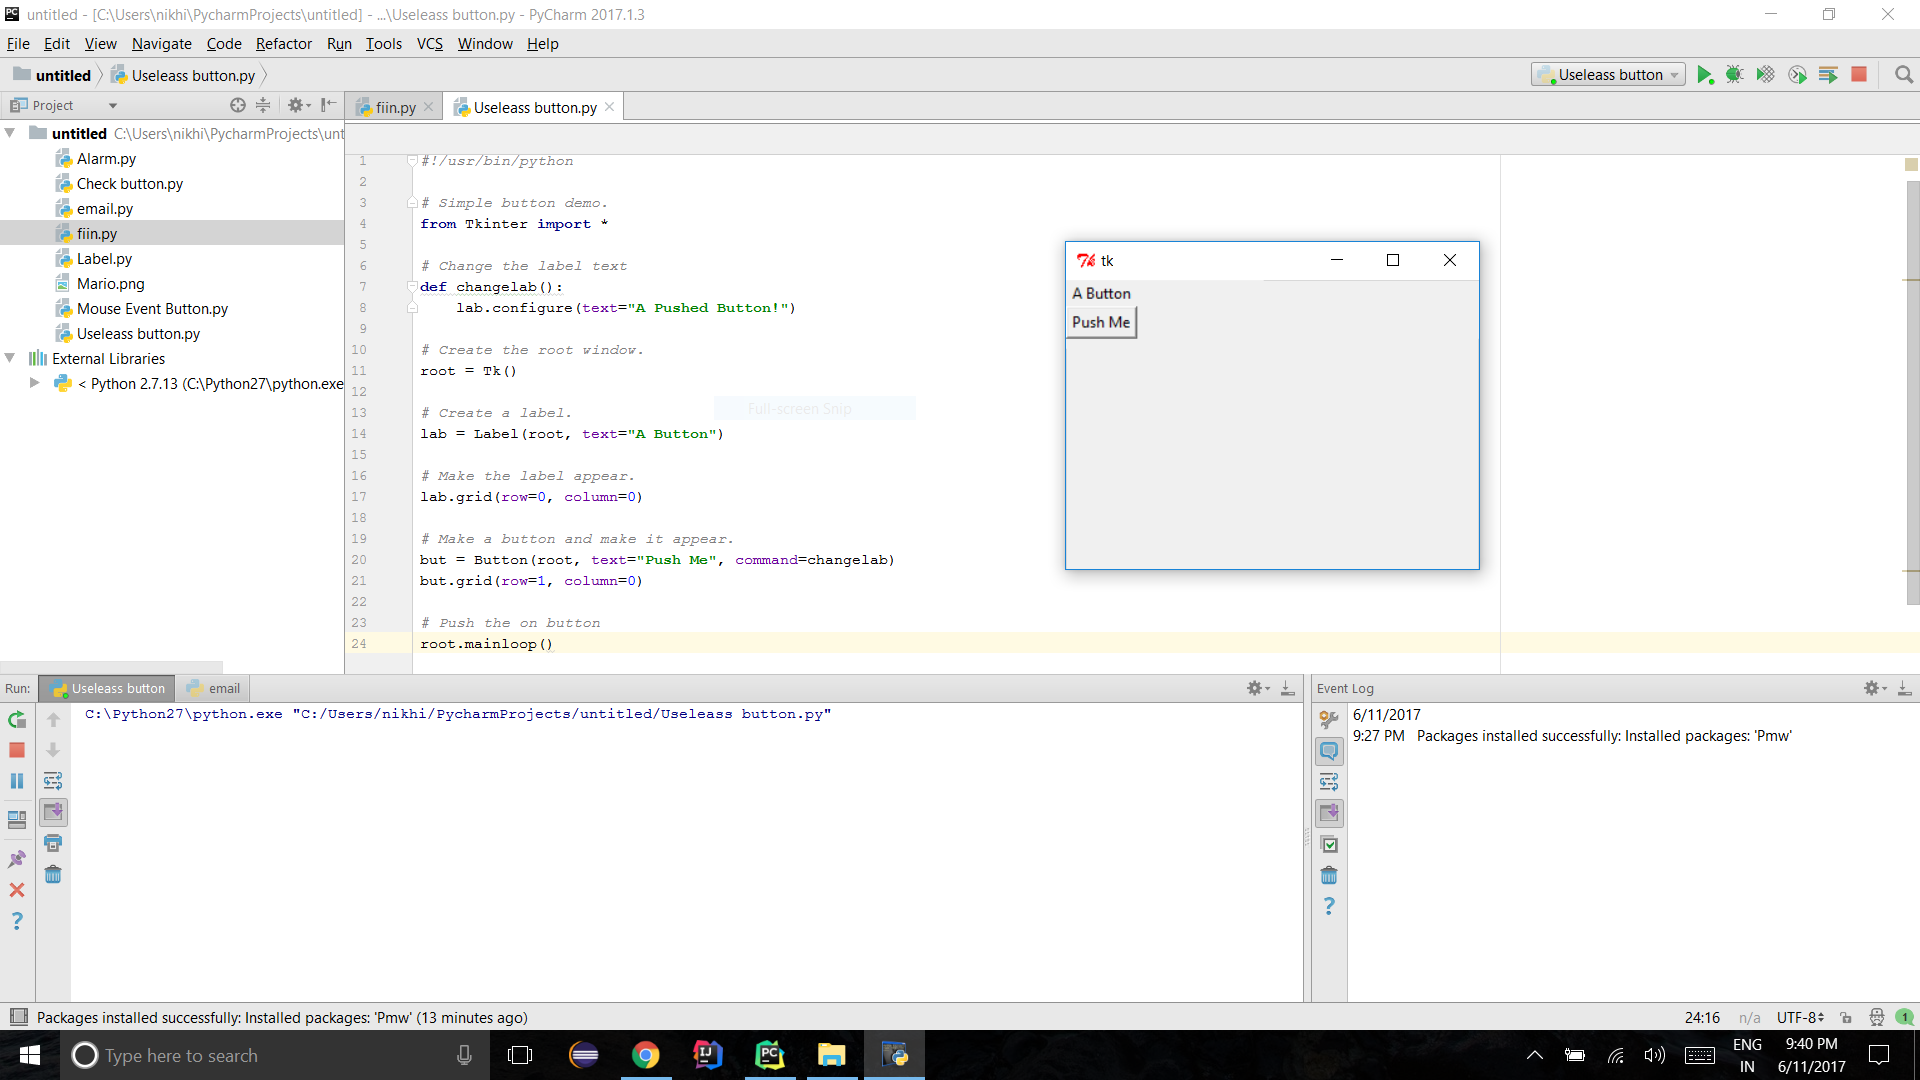 untitled - [C:\Users\nikhi\PycharmProjects\untitled] - ...\Useleass button.py - PyCharm 2017.1.3
File Edit View Navigate Code Refactor Run Tools VCS Window Help
untitled Useleass button.py
Useleass button
Project
fiin.py Useleass button.py
untitled C:\Users\nikhi\PycharmProjects\unt
Alarm.py
Check button.py
email.py
fiin.py
Label.py
Mario.png
Mouse Event Button.py
Useleass button.py
External Libraries
< Python 2.7.13 (C:\Python27\python.exe
1 #!/usr/bin/python
2
3 # Simple button demo.
4 from Tkinter import *
5
6 # Change the label text
7 def changelab():
8 lab.configure(text="A Pushed Button!")
9
10 # Create the root window.
11 root = Tk()
12
13 # Create a label.
14 lab = Label(root, text="A Button")
15
16 # Make the label appear.
17 lab.grid(row=0, column=0)
18
19 # Make a button and make it appear.
20 but = Button(root, text="Push Me", command=changelab)
21 but.grid(row=1, column=0)
22
23 # Push the on button
24 root.mainloop()
Full-screen Snip
tk
A Button
Push Me
Run: Useleass button email
C:\Python27\python.exe "C:/Users/nikhi/PycharmProjects/untitled/Useleass button.py"
Event Log
6/11/2017
9:27 PM Packages installed successfully: Installed packages: 'Pmw'
Packages installed successfully: Installed packages: 'Pmw' (13 minutes ago)
24:16 n/a UTF-8 1
Type here to search
ENG
IN
9:40 PM
6/11/2017